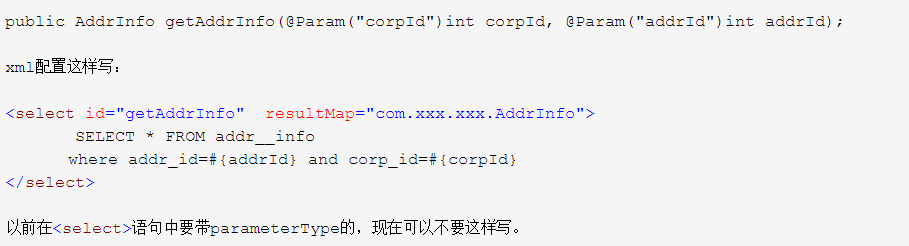 public AddrInfo getAddrInfo(@Param("corpId")int corpId, @Param("addrId")int addrId);
xml配置这样写：
<select id="getAddrInfo"  resultMap="com.xxx.xxx.AddrInfo">
SELECT * FROM addr__info
where addr_id=#{addrId} and corp_id=#{corpId}
</select>
以前在<select>语句中要带parameterType的，现在可以不要这样写。